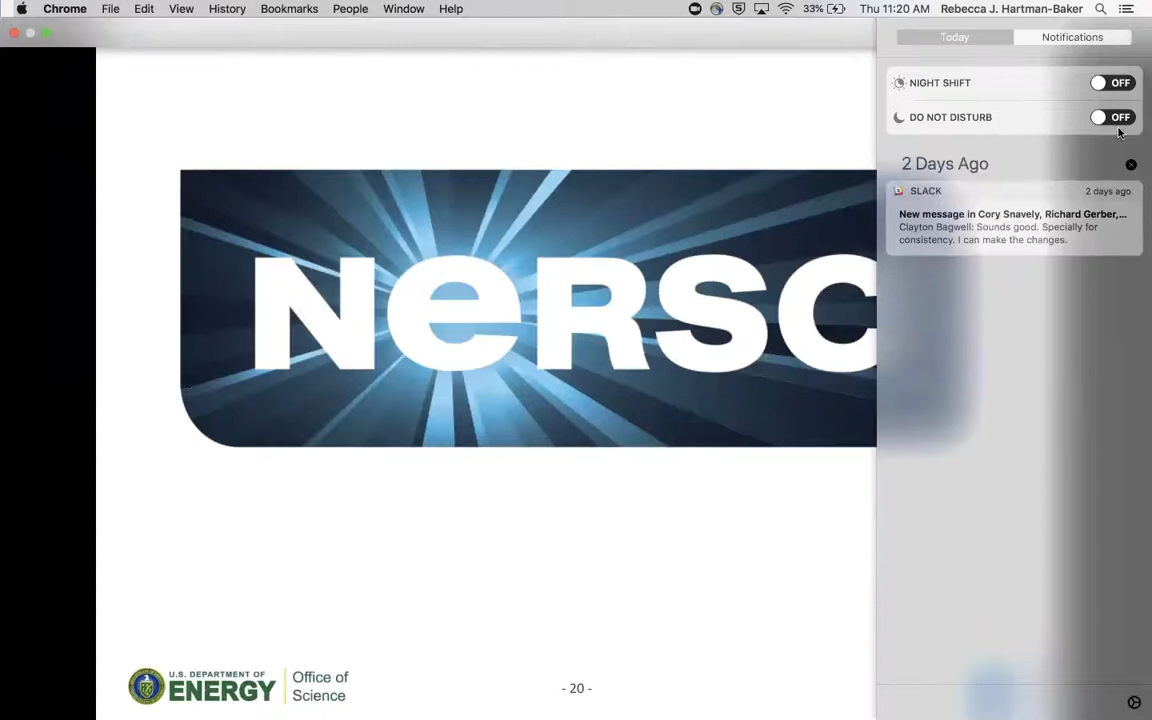 Chrome File Edit View History Bookmarks People Window Help 33% Thu 11:20 AM Rebecca J. Hartman-Baker
Today Notifications
NIGHT SHIFT OFF
DO NOT DISTURB OFF
2 Days Ago
SLACK 2 days ago
New message in Cory Snavely, Richard Gerber,...
Clayton Bagwell: Sounds good. Specially for
consistency. I can make the changes.
NeRSC
U.S. DEPARTMENT OF
ENERGY
Office of
Science
- 20 -